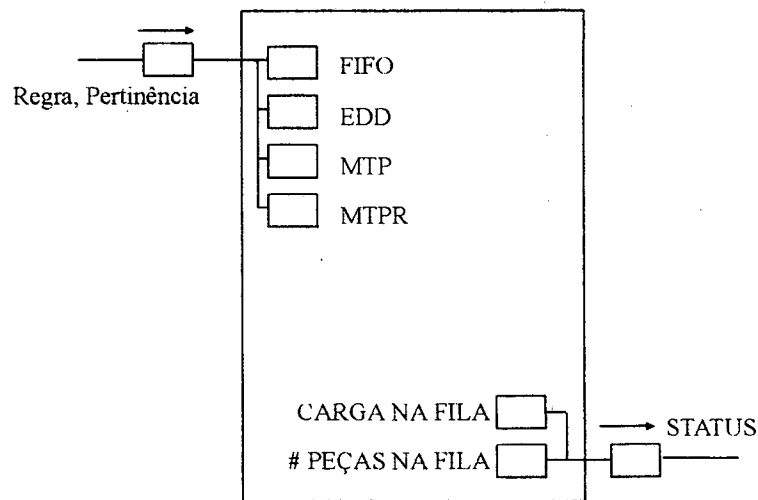 FIFO
Regra, Pertinência
EDD
MTP
MTPR
CARGA NA FILA
STATUS
# PEÇAS NA FILA